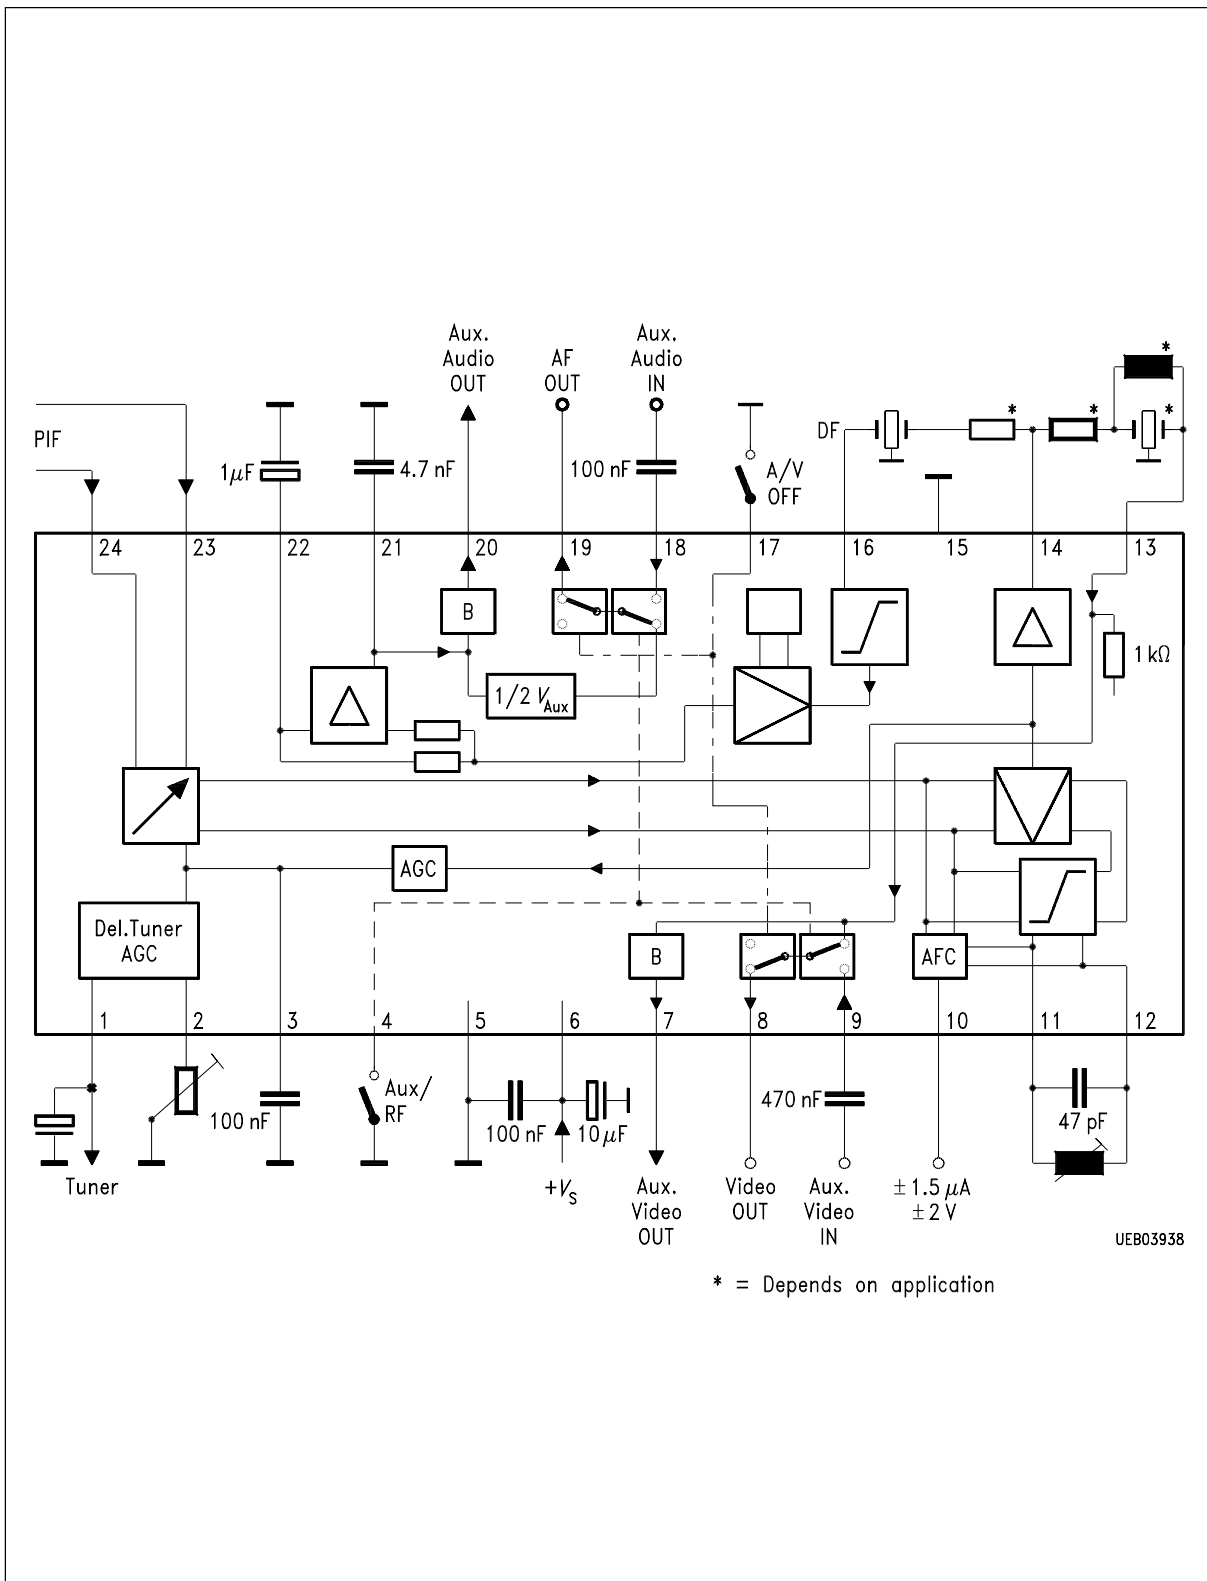 Aux.
Audio
OUT
AF
OUT
Aux.
Audio
IN
*
PIF
1μF
4.7 nF
100 nF
A/V
OFF
DF
*
*
*
24
23
22
21
20
19
18
17
16
15
14
13
B
1/2 VAux
1 kΩ
AGC
Del.Tuner
AGC
B
AFC
1
2
3
4
5
6
7
8
9
10
11
12
100 nF
Aux/
RF
100 nF
10 μF
470 nF
47 pF
Tuner
+VS
Aux.
Video
OUT
Video
OUT
Aux.
Video
IN
± 1.5 μA
± 2 V
UEB03938
* = Depends on application